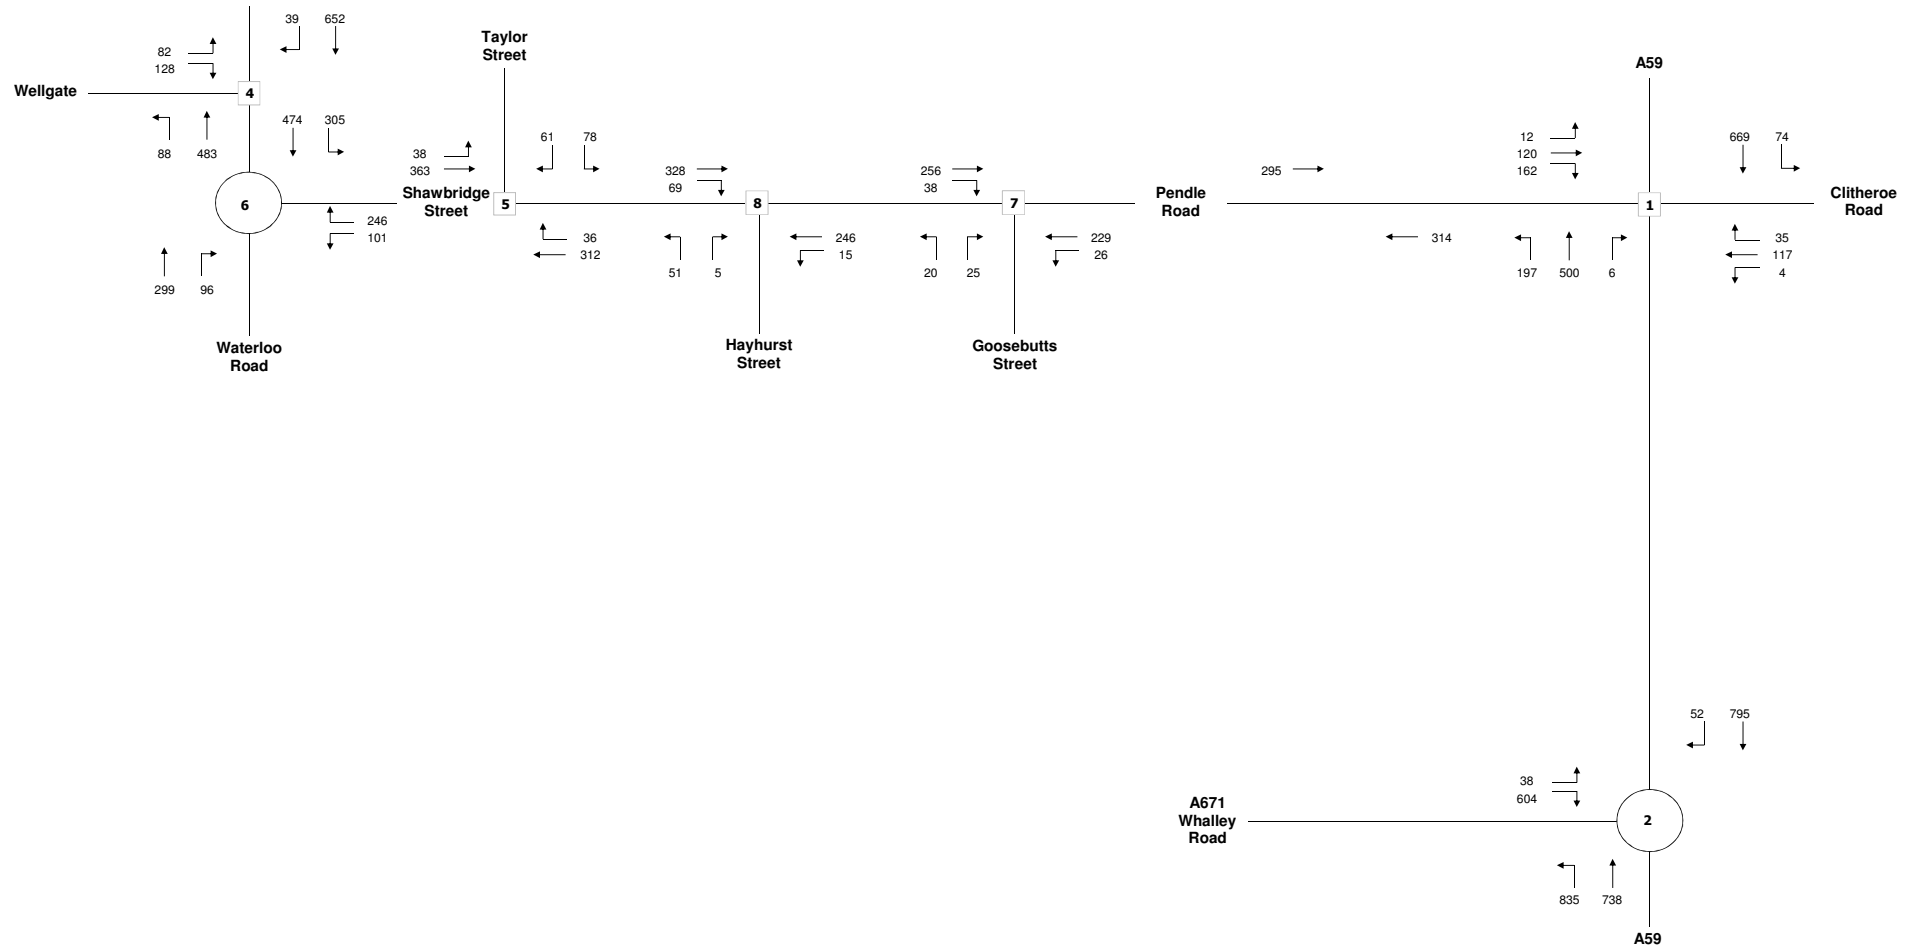 39 652
82
128
Wellgate
4
88 483
474 305
6
246
101
299 96
Waterloo
Road
Taylor
Street
38
363
61 78
Shawbridge
Street
5
36
312
328
69
8
51 5
246
15
Hayhurst
Street
256
38
7
20 25
229
26
Goosebutts
Street
Pendle
Road
295
314
A59
12
120
162
669 74
1
Clitheroe
Road
197 500 6
35
117
4
52 795
38
604
A671
Whalley
Road
2
835 738
A59